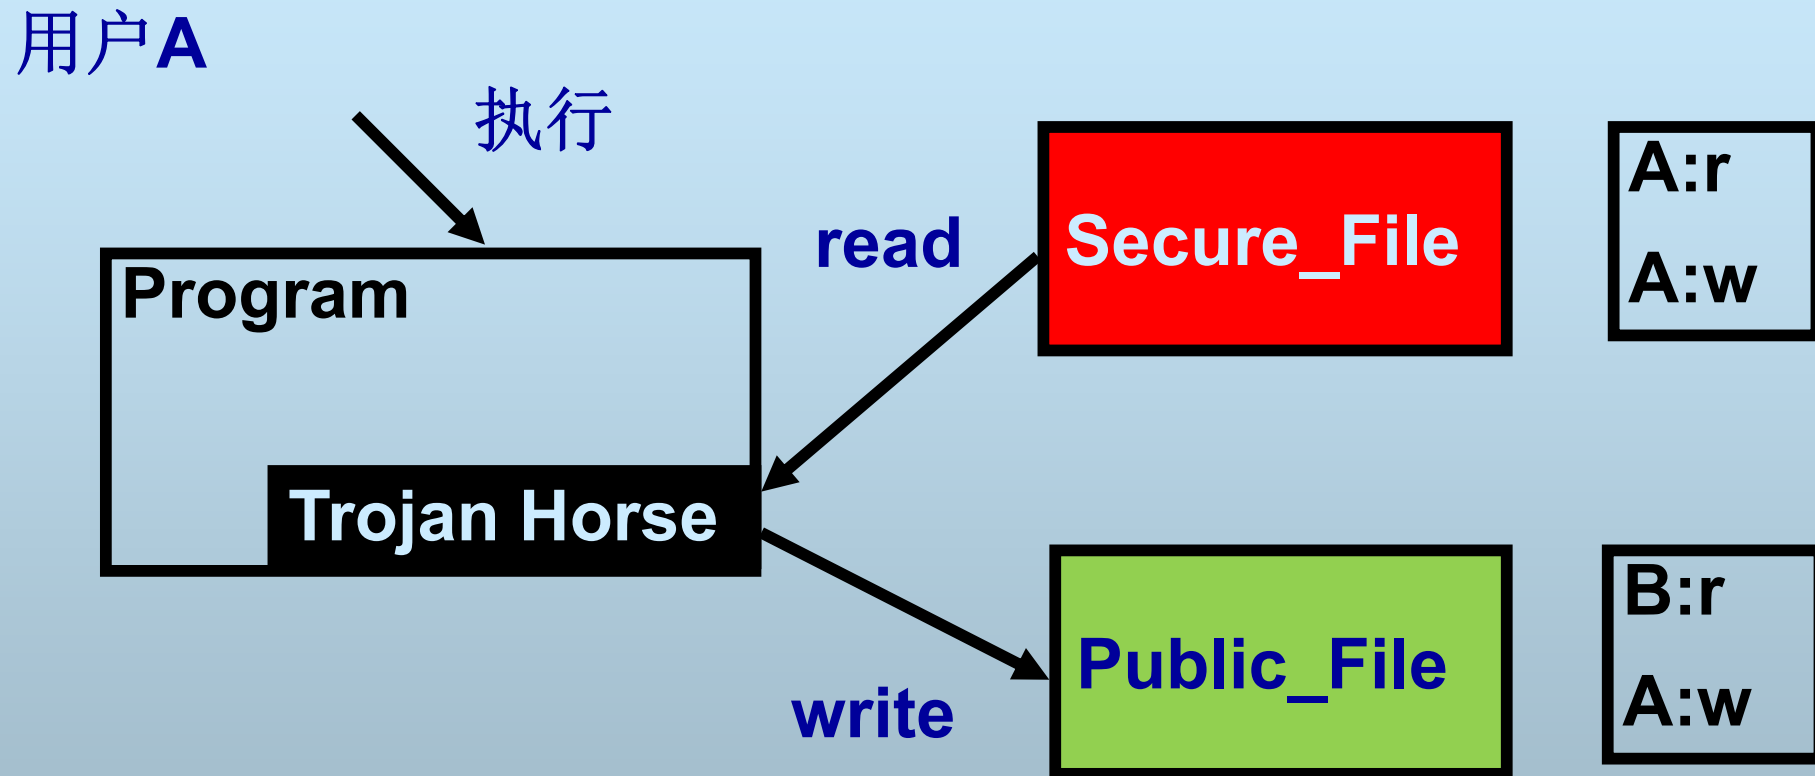 用户A
执行
Program
Trojan Horse
read
write
Secure_File
A:r
A:w
Public_File
B:r
A:w